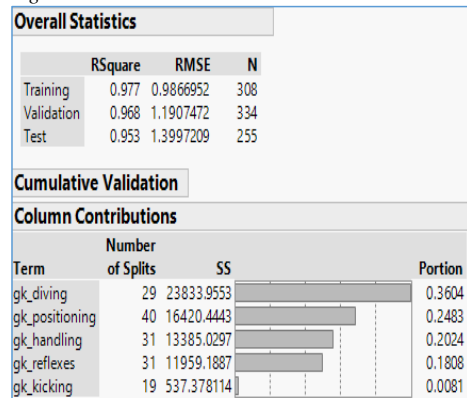 Overall Statistics
RSquare RMSE N
Training 0.977 0.9866952 308
Validation 0.968 1.1907472 334
Test 0.953 1.3997209 255
Cumulative Validation
Column Contributions
Number
Term of Splits SS Portion
gk_diving 29 23833.9553 0.3604
gk_positioning 40 16420.4443 0.2483
gk_handling 31 13385.0297 0.2024
gk_reflexes 31 11959.1887 0.1808
gk_kicking 19 537.378114 0.0081